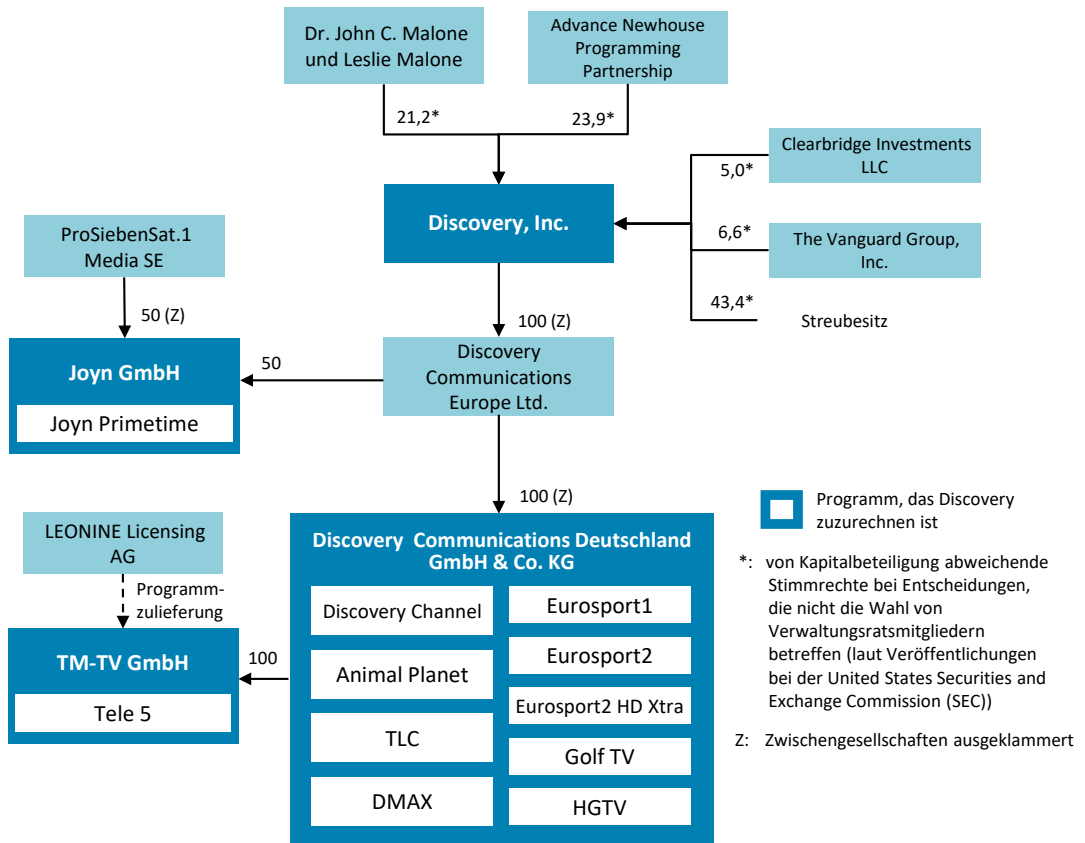 Dr. John C. Malone
und Leslie Malone
Advance Newhouse
Programming
Partnership
21,2*
23,9*
Clearbridge Investments
LLC
5,0*
Discovery, Inc.
ProSiebenSat.1
Media SE
6,6*
The Vanguard Group,
Inc.
43,4*
Streubesitz
50 (Z)
100 (Z)
Joyn GmbH
Joyn Primetime
50
Discovery
Communications
Europe Ltd.
100 (Z)
Programm, das Discovery
zuzurechnen ist
LEONINE Licensing
AG
Programm-
zulieferung
TM-TV GmbH
Tele 5
100
Discovery Communications Deutschland
GmbH & Co. KG
Discovery Channel
Animal Planet
TLC
DMAX
Eurosport1
Eurosport2
Eurosport2 HD Xtra
Golf TV
HGTV
*: von Kapitalbeteiligung abweichende
Stimmrechte bei Entscheidungen,
die nicht die Wahl von
Verwaltungsratsmitgliedern
betreffen (laut Veröffentlichungen
bei der United States Securities and
Exchange Commission (SEC))
Z: Zwischengesellschaften ausgeklammert